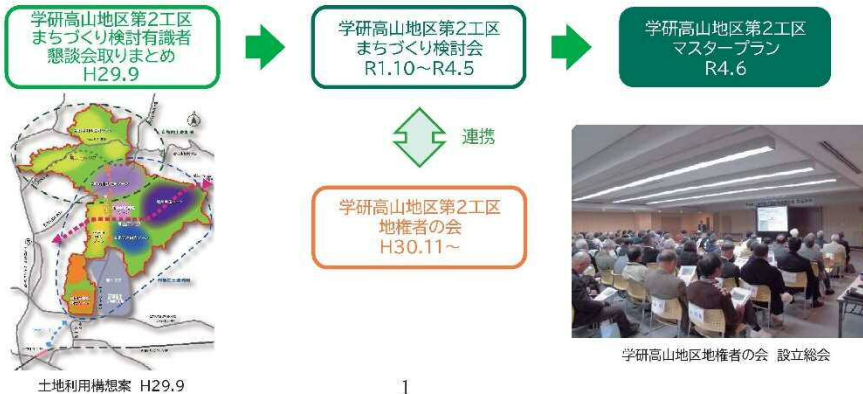 学研高山地区第2工区
まちづくり検討有識者
懇談会取りまとめ
H29.9
学研高山地区第2工区
まちづくり検討会
R1.10～R4.5
学研高山地区第2工区
マスタープラン
R4.6
連携
学研高山地区第2工区
地権者の会
H30.11～
土地利用構想案 H29.9
学研高山地区地権者の会 設立総会
1